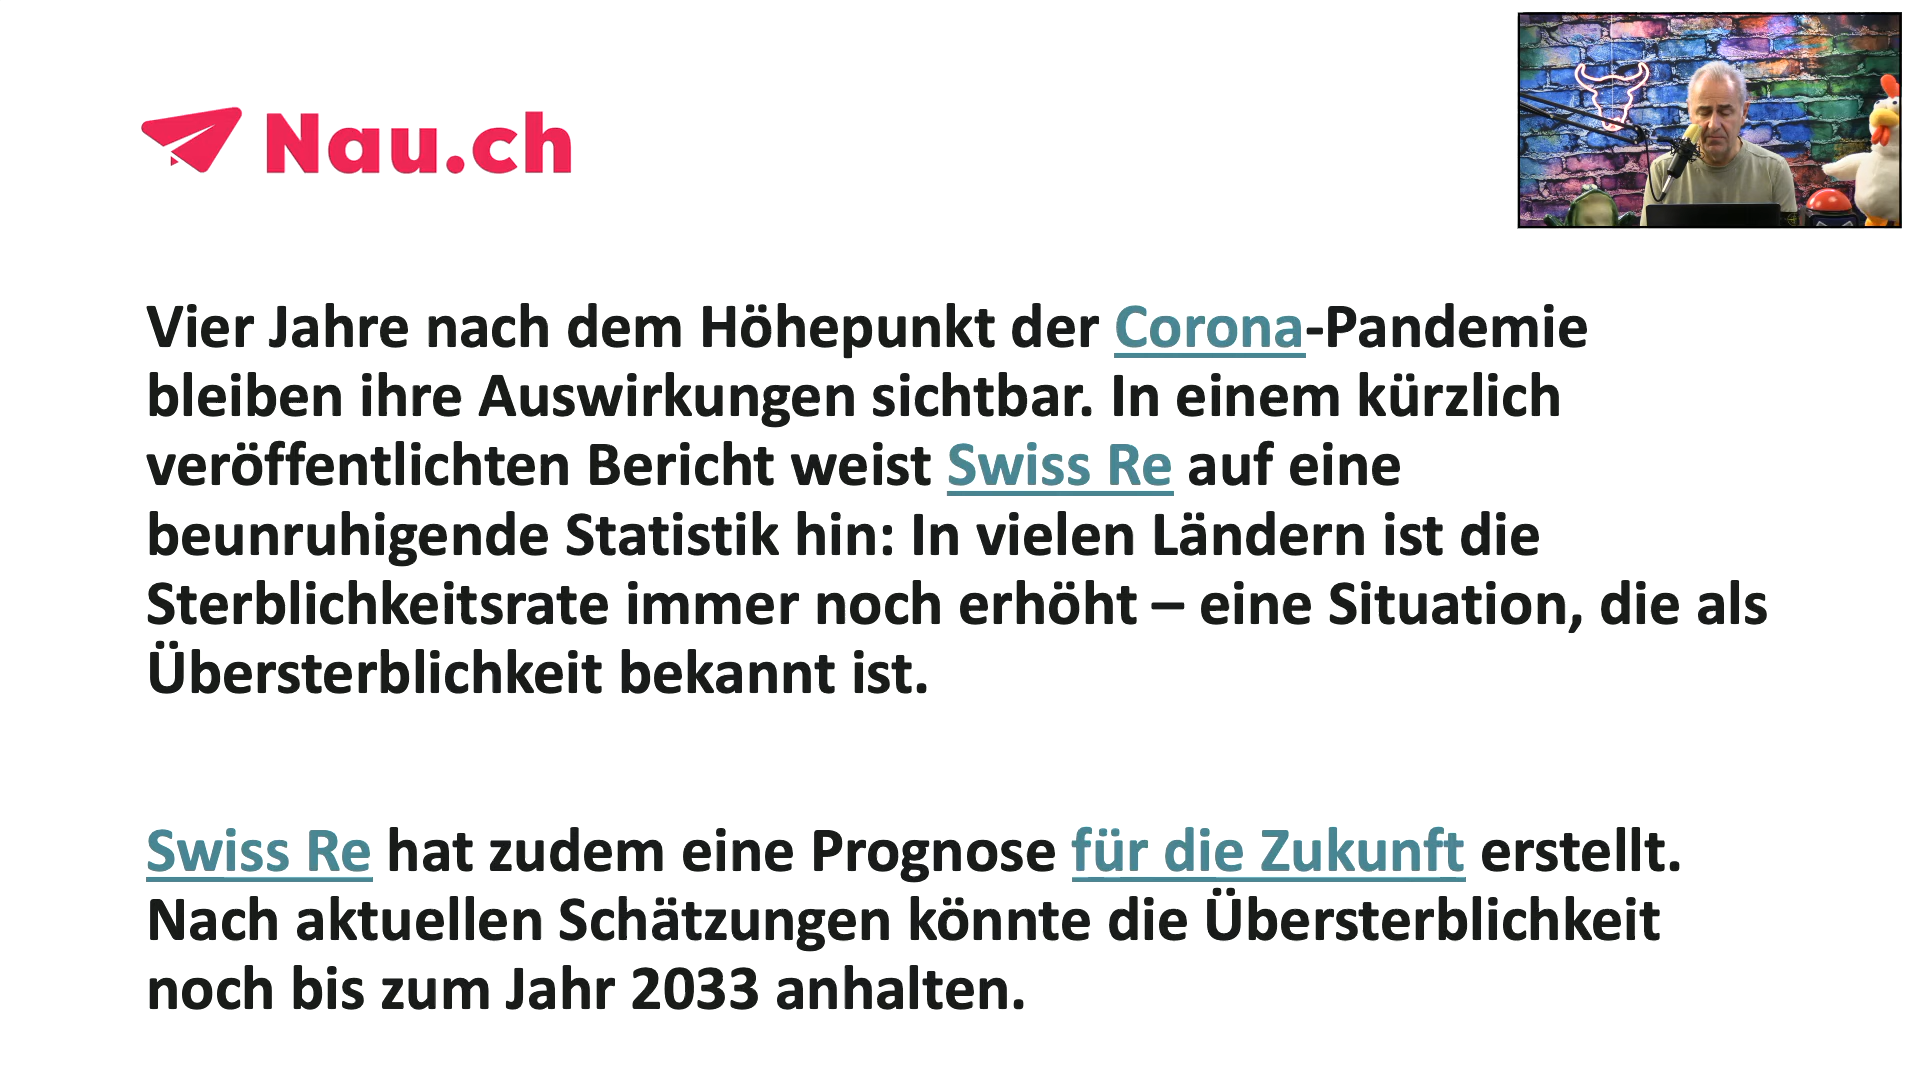 Nau.ch
Vier Jahre nach dem Höhepunkt der Corona-Pandemie
bleiben ihre Auswirkungen sichtbar. In einem kürzlich
veröffentlichten Bericht weist Swiss Re auf eine
beunruhigende Statistik hin: In vielen Ländern ist die
Sterblichkeitsrate immer noch erhöht – eine Situation, die als
Übersterblichkeit bekannt ist.
Swiss Re hat zudem eine Prognose für die Zukunft erstellt.
Nach aktuellen Schätzungen könnte die Übersterblichkeit
noch bis zum Jahr 2033 anhalten.